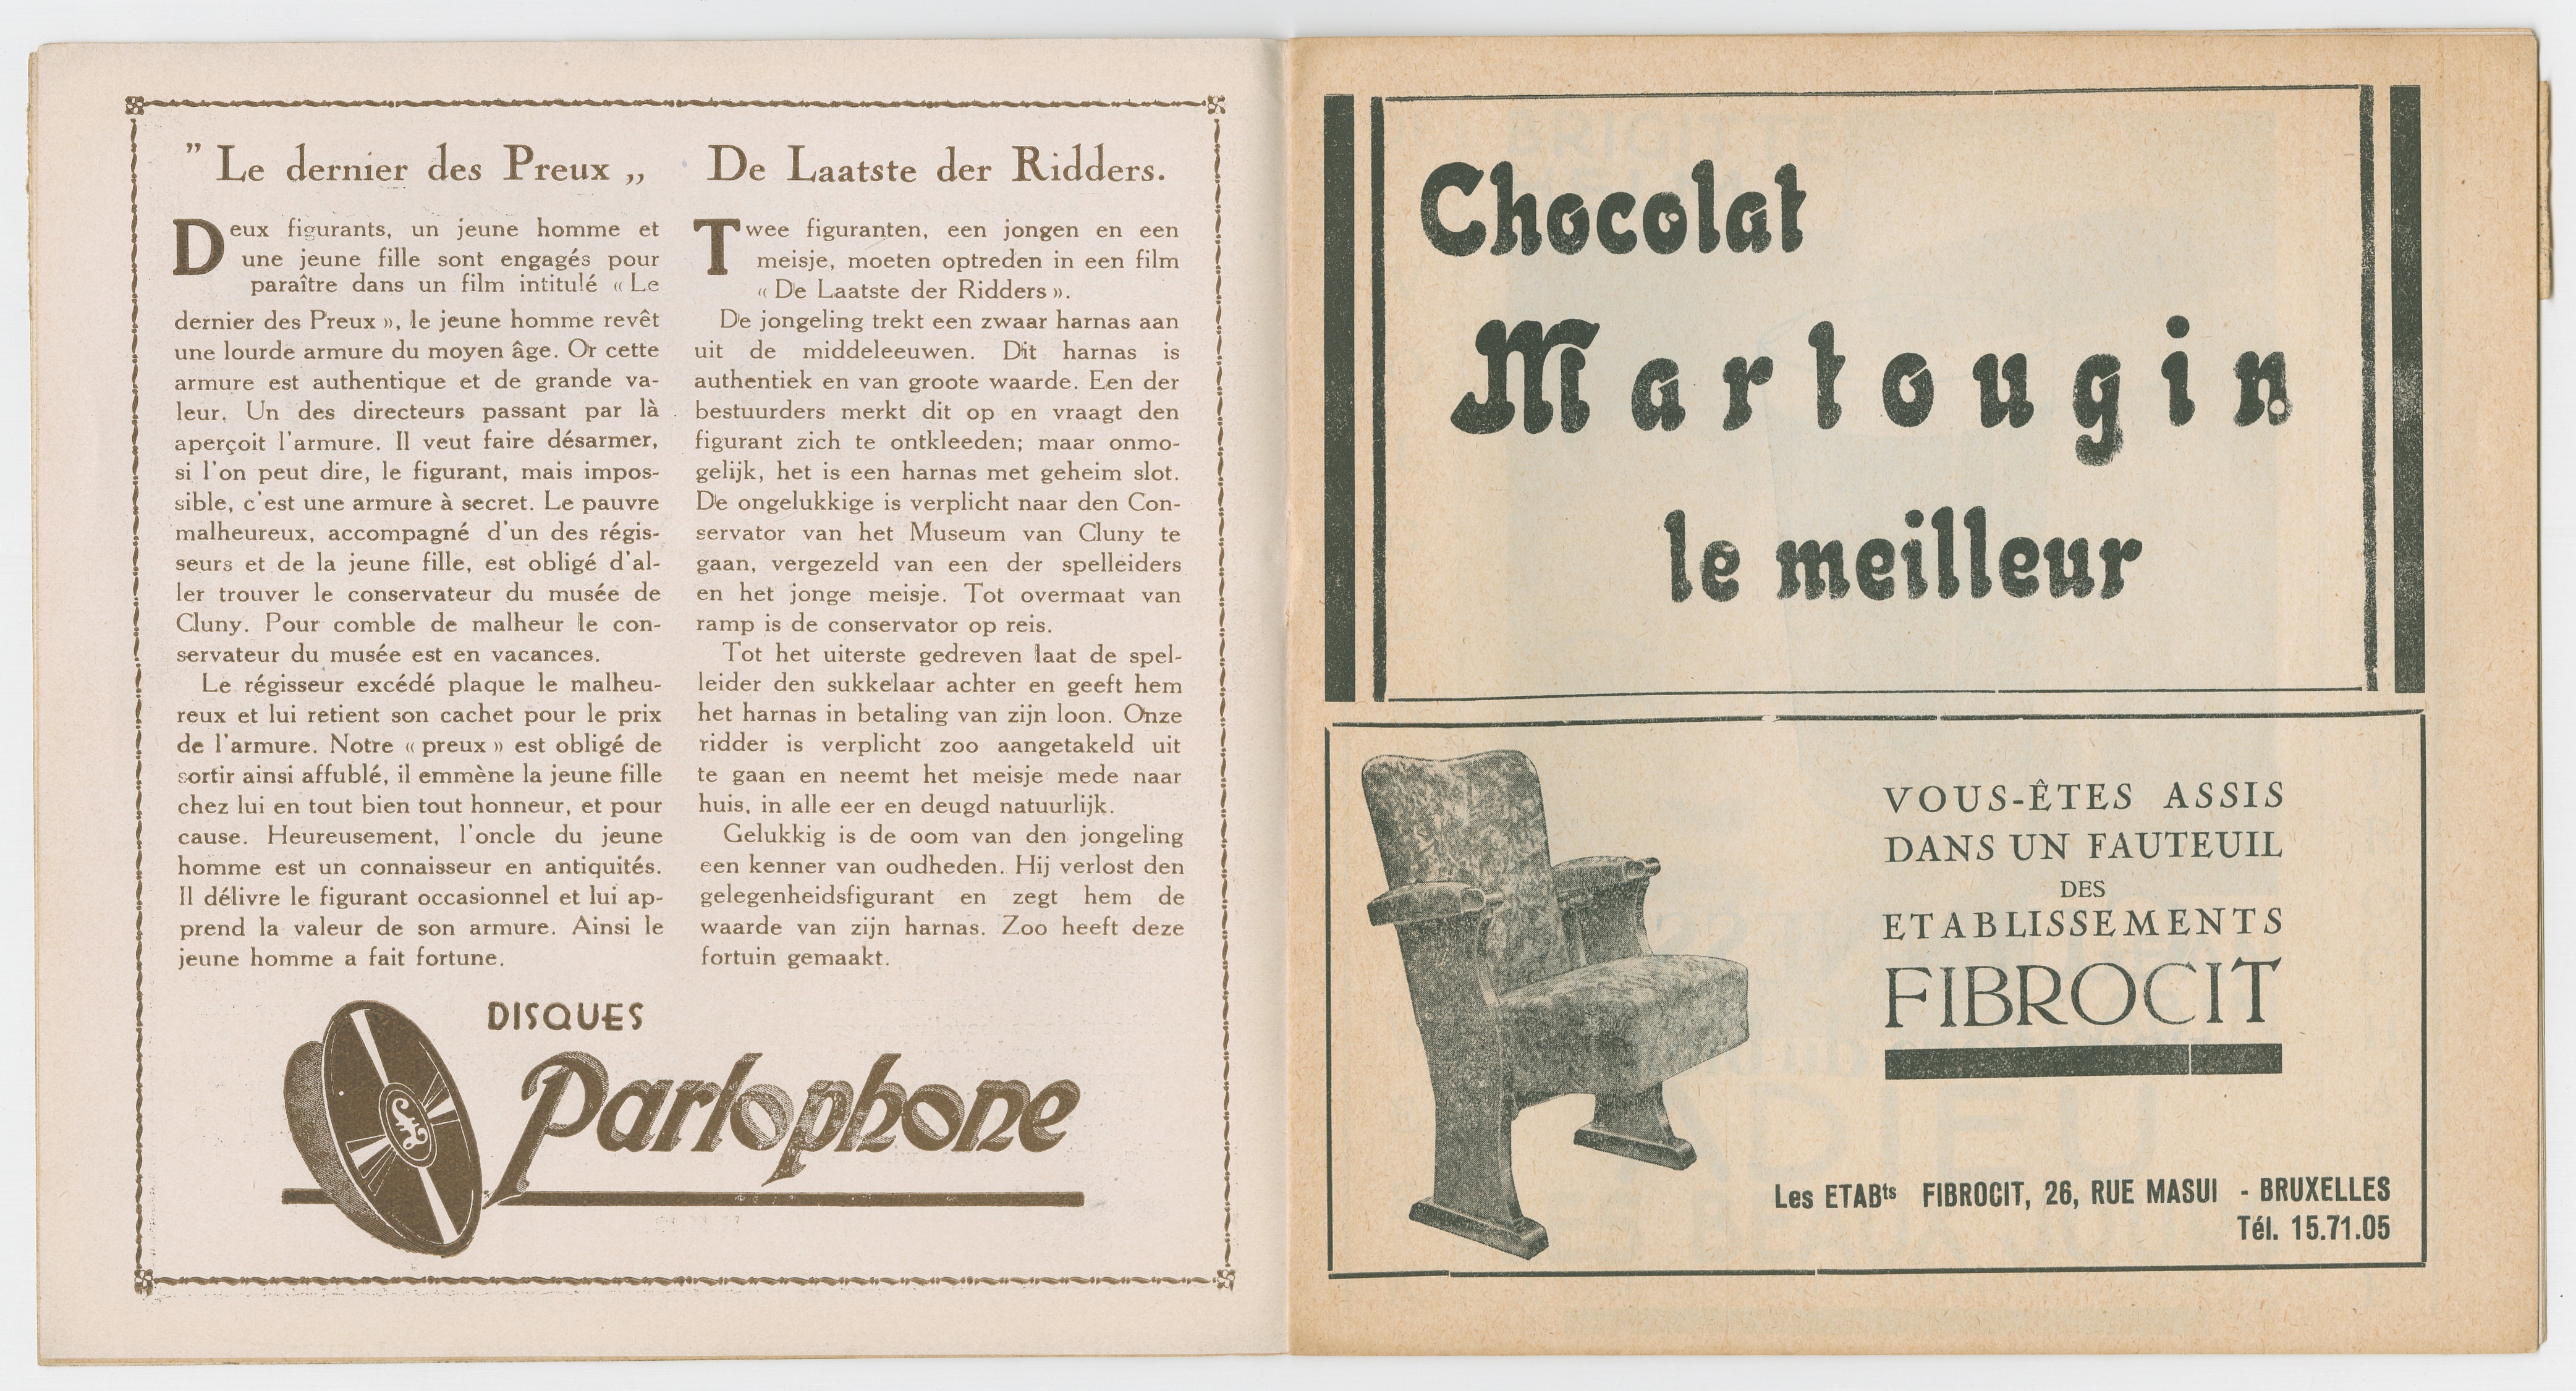 " Le dernier des Preux „
Deux figurants, un jeune homme et
une jeune fille sont engagés pour
paraître dans un film intitulé « Le
dernier des Preux », le jeune homme revêt
une lourde armure du moyen âge. Or cette
armure est authentique et de grande va-
leur. Un des directeurs passant par là
aperçoit l'armure. Il veut faire désarmer,
si l'on peut dire, le figurant, mais impos-
sible, c'est une armure à secret. Le pauvre
malheureux, accompagné d'un des régis-
seurs et de la jeune fille, est obligé d'al-
ler trouver le conservateur du musée de
Cluny. Pour comble de malheur le con-
servateur du musée est en vacances.
Le régisseur excédé plaque le malheu-
reux et lui retient son cachet pour le prix
de l'armure. Notre « preux » est obligé de
sortir ainsi affublé, il emmène la jeune fille
chez lui en tout bien tout honneur, et pour
cause. Heureusement, l'oncle du jeune
homme est un connaisseur en antiquités.
Il délivre le figurant occasionnel et lui ap-
prend la valeur de son armure. Ainsi le
jeune homme a fait fortune.
De Laatste der Ridders.
Twee figuranten, een jongen en een
meisje, moeten optreden in een film
« De Laatste der Ridders ».
De jongeling trekt een zwaar harnas aan
uit de middeleeuwen. Dit harnas is
authentiek en van groote waarde. Een der
bestuurders merkt dit op en vraagt den
figurant zich te ontkleeden; maar onmo-
gelijk, het is een harnas met geheim slot.
De ongelukkige is verplicht naar den Con-
servator van het Museum van Cluny te
gaan, vergezeld van een der spelleiders
en het jonge meisje. Tot overmaat van
ramp is de conservator op reis.
Tot het uiterste gedreven laat de spel-
leider den sukkelaar achter en geeft hem
het harnas in betaling van zijn loon. Onze
ridder is verplicht zoo aangetakeld uit
te gaan en neemt het meisje mede naar
huis, in alle eer en deugd natuurlijk.
Gelukkig is de oom van den jongeling
een kenner van oudheden. Hij verlost den
gelegenheidsfigurant en zegt hem de
waarde van zijn harnas. Zoo heeft deze
fortuin gemaakt.
DISQUES
Parlophone
Chocolat
Martougin
le meilleur
VOUS-ÊTES ASSIS
DANS UN FAUTEUIL
DES
ETABLISSEMENTS
FIBROCIT
Les ETABts FIBROCIT, 26, RUE MASUI - BRUXELLES
Tél. 15.71.05